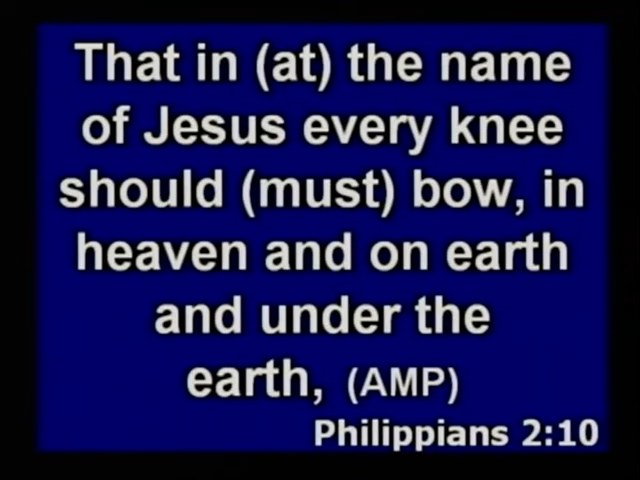 That in (at) the name
of Jesus every knee
should (must) bow, in
heaven and on earth
and under the
earth, (AMP)
Philippians 2:10